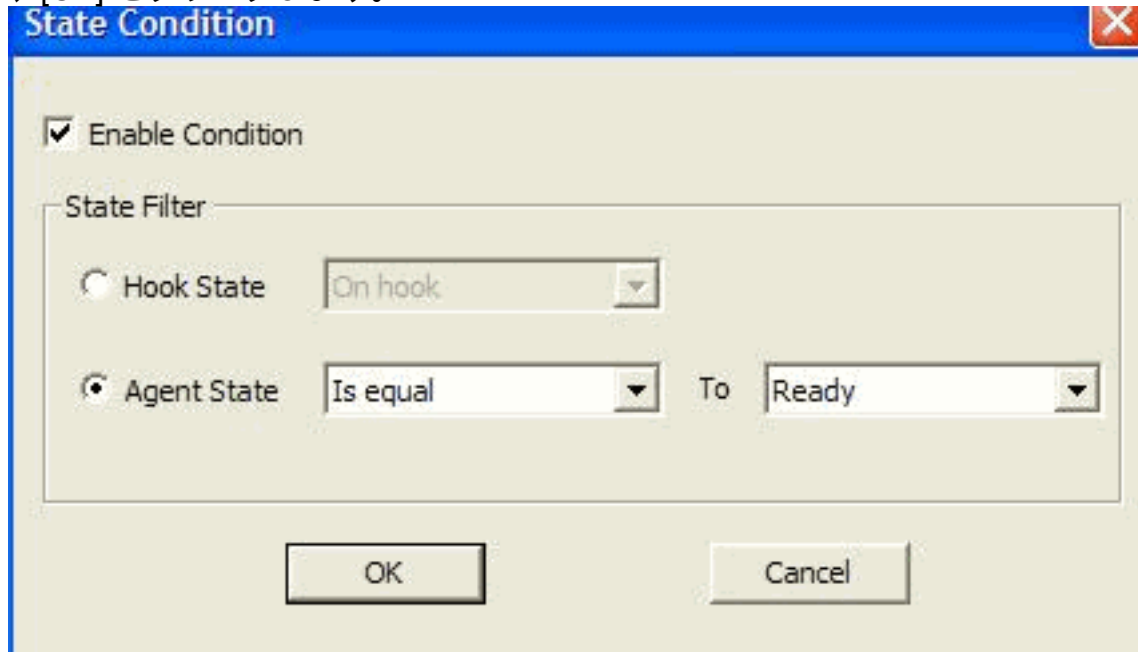 State Condition
Enable Condition
State Filter
Hook State On hook
Agent State Is equal To Ready
OK Cancel